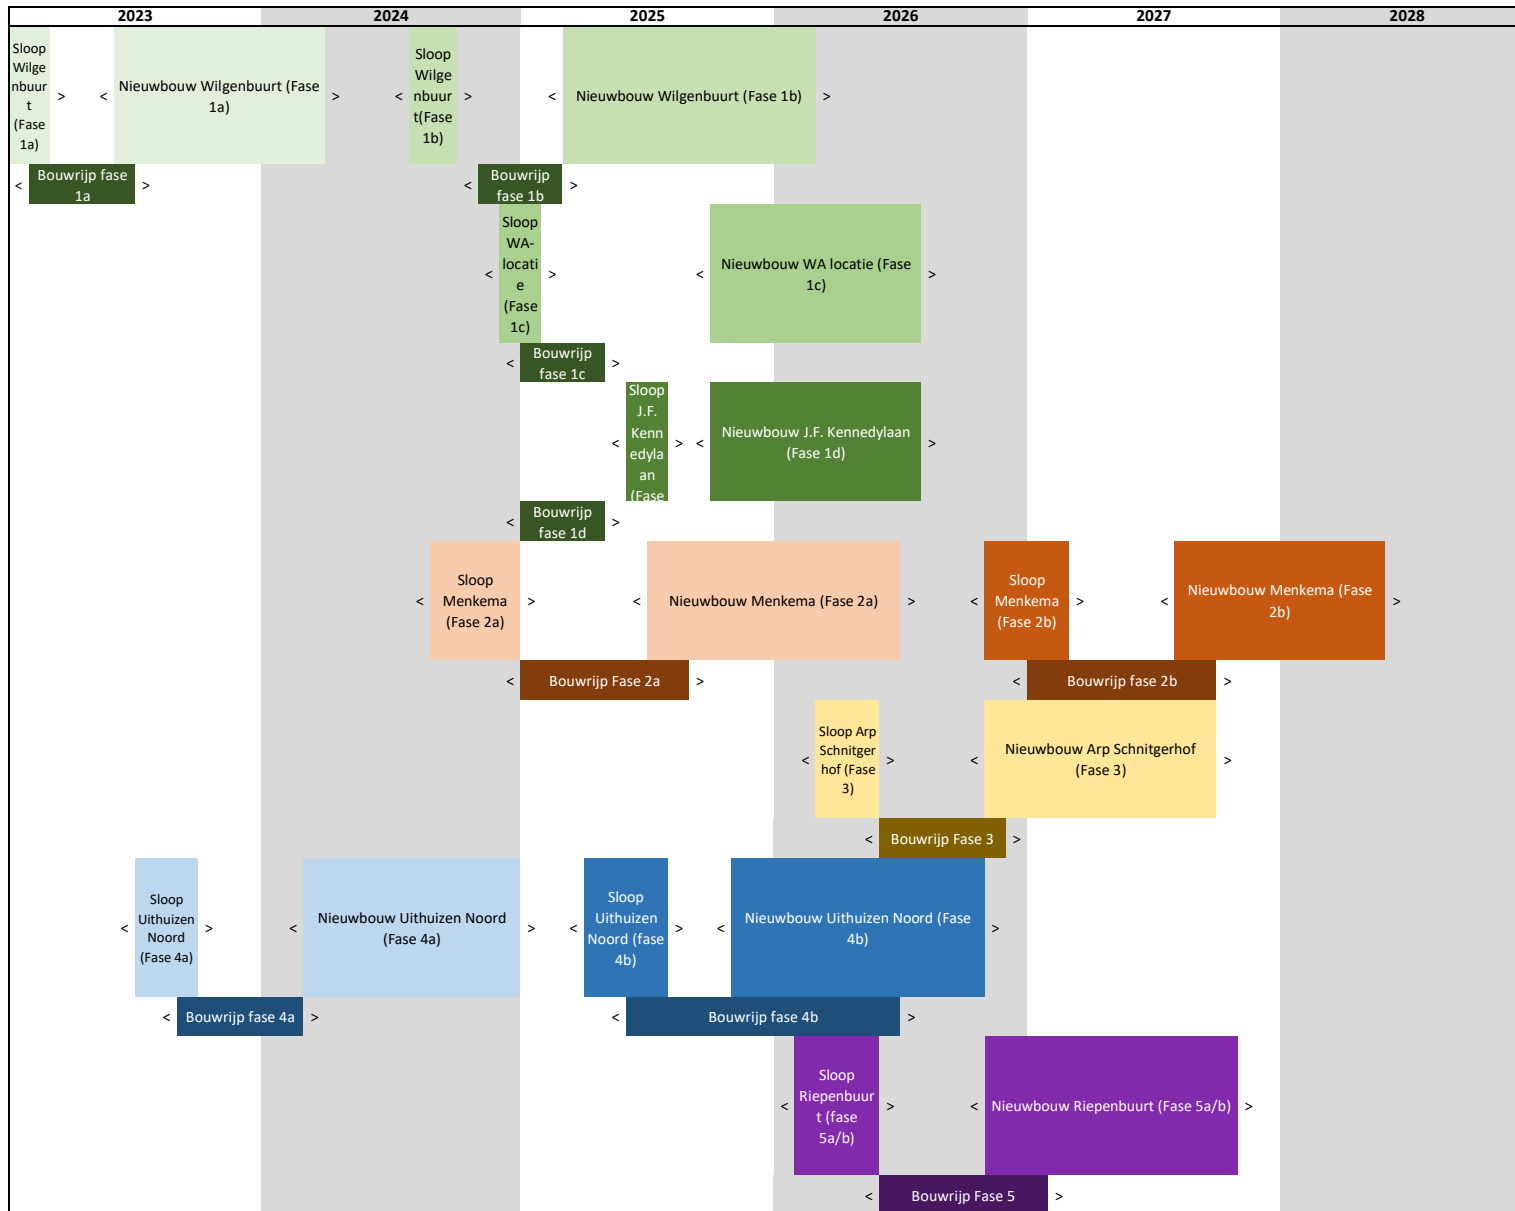 2023 2024 2025 2026 2027 2028
Sloop
Wilge
nbuur
t
(Fase
1a)
< >
< Nieuwbouw Wilgenbuurt (Fase
1a) >
Sloop
Wilge
nbuur
t(Fase
1b)
< >
< Nieuwbouw Wilgenbuurt (Fase 1b) >
< Bouwrijp fase
1a >
< Bouwrijp
fase 1b >
Sloop
WA-
locati
e
(Fase
1c)
< >
< Nieuwbouw WA locatie (Fase
1c) >
< Bouwrijp
fase 1c >
Sloop
J.F.
Kenn
edyla
an
(Fase
< >
< Nieuwbouw J.F. Kennedylaan
(Fase 1d) >
< Bouwrijp
fase 1d >
Sloop
Menkema
(Fase 2a)
< >
< Nieuwbouw Menkema (Fase 2a) >
Sloop
Menkema
(Fase 2b)
< >
< Nieuwbouw Menkema (Fase
2b) >
< Bouwrijp Fase 2a >
< Bouwrijp fase 2b >
Sloop Arp
Schnitger
hof (Fase
3)
< >
< Nieuwbouw Arp Schnitgerhof
(Fase 3) >
< Bouwrijp Fase 3 >
Sloop
Uithuizen
Noord
(Fase 4a)
< >
< Nieuwbouw Uithuizen Noord
(Fase 4a) >
Sloop
Uithuizen
Noord (fase
4b)
< >
< Nieuwbouw Uithuizen Noord (Fase
4b) >
< Bouwrijp fase 4a >
< Bouwrijp fase 4b >
Sloop
Riepenbuur
t (fase
5a/b)
< >
< Nieuwbouw Riepenbuurt (Fase 5a/b) >
< Bouwrijp Fase 5 >